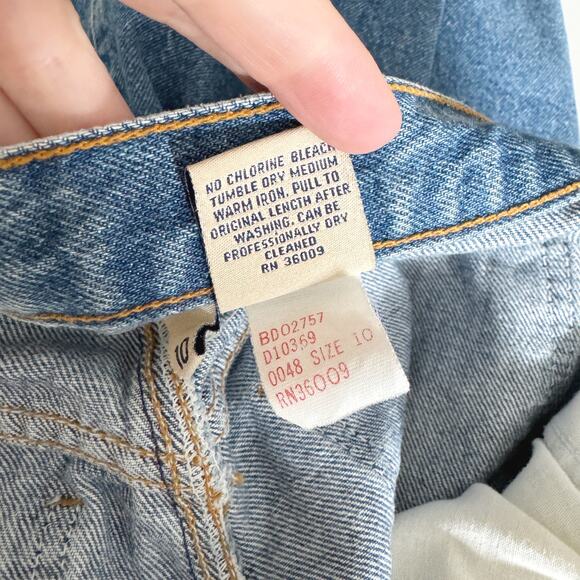 NO CHLORINE BLEACH
TUMBLE DRY MEDIUM
WARM IRON. PULL TO
ORIGINAL LENGTH AFTER
WASHING. CAN BE
PROFESSIONALLY DRY
CLEANED
RN 36009
10
BD02757
D10369
0048 SIZE 10
RN36009